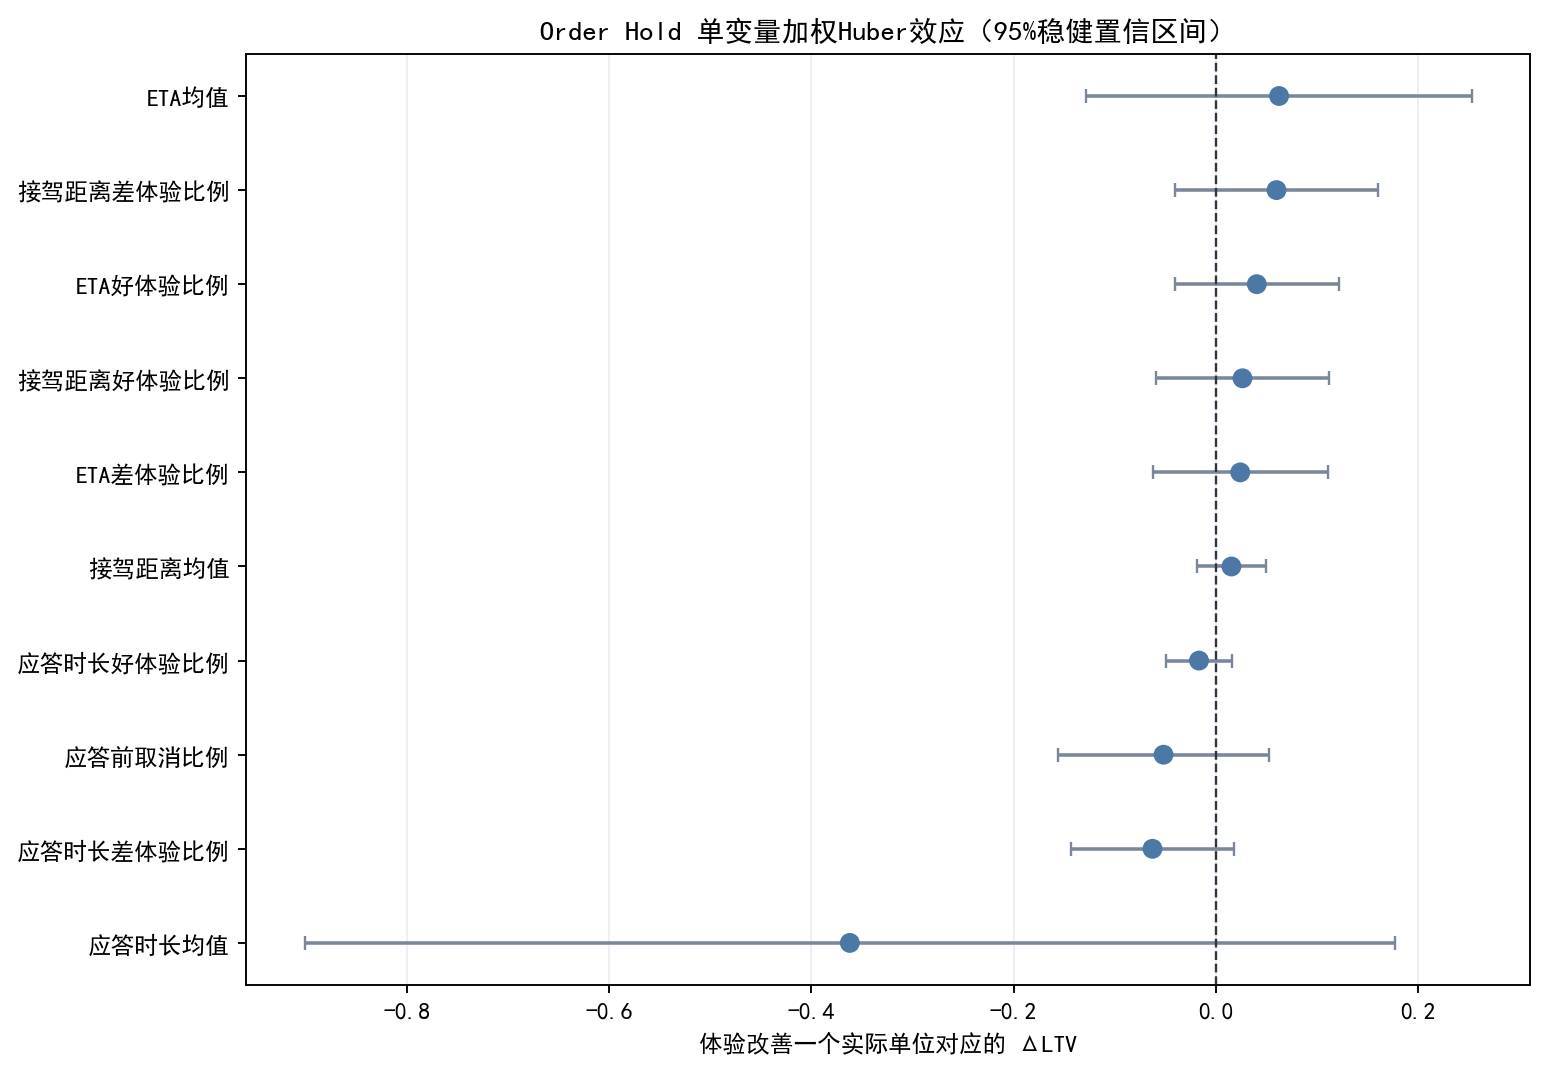 Order Hold 单变量加权Huber效应（95%稳健置信区间）
ETA均值
接驾距离差体验比例
ETA好体验比例
接驾距离好体验比例
ETA差体验比例
接驾距离均值
应答时长好体验比例
应答前取消比例
应答时长差体验比例
应答时长均值
−0.8 −0.6 −0.4 −0.2 0.0 0.2
体验改善一个实际单位对应的 ΔLTV